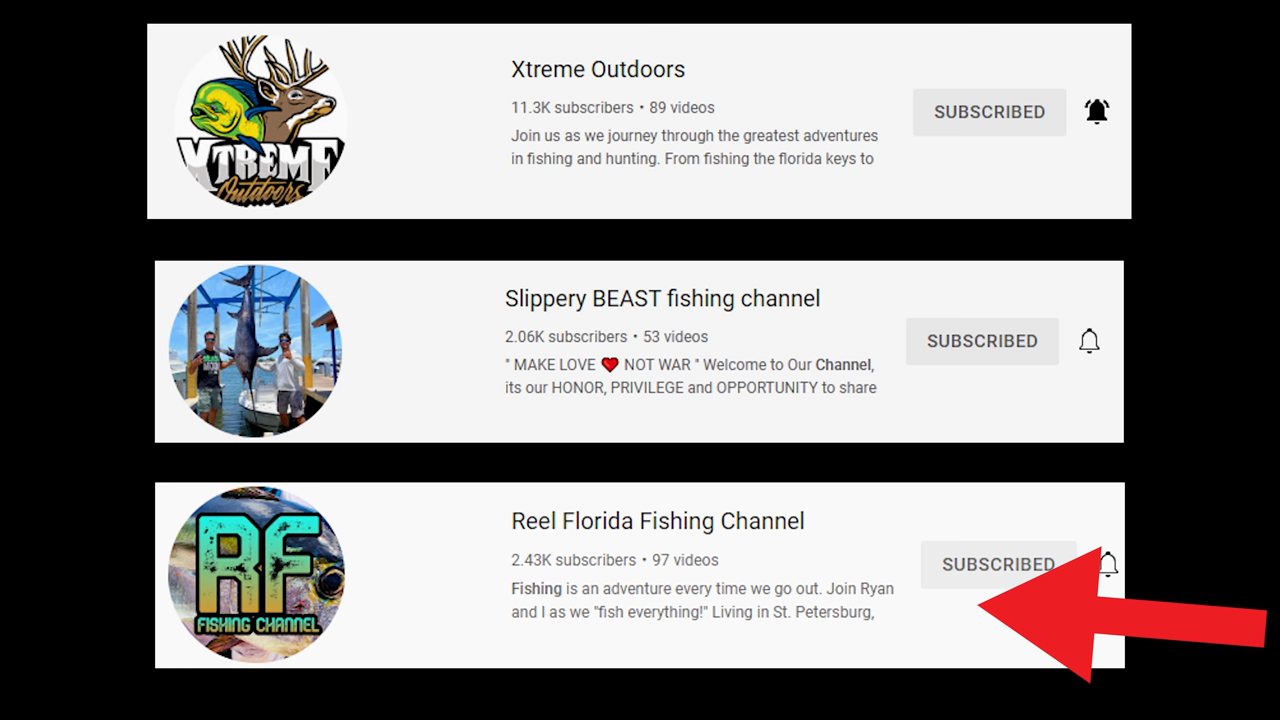 XTREME
Outdoors
Xtreme Outdoors
11.3K subscribers • 89 videos
Join us as we journey through the greatest adventures
in fishing and hunting. From fishing the florida keys to
SUBSCRIBED
Slippery BEAST fishing channel
2.06K subscribers • 53 videos
" MAKE LOVE ❤ NOT WAR " Welcome to Our Channel,
its our HONOR, PRIVILEGE and OPPORTUNITY to share
SUBSCRIBED
RF
FISHING CHANNEL
Reel Florida Fishing Channel
2.43K subscribers • 97 videos
Fishing is an adventure every time we go out. Join Ryan
and I as we "fish everything!" Living in St. Petersburg,
SUBSCRIBED